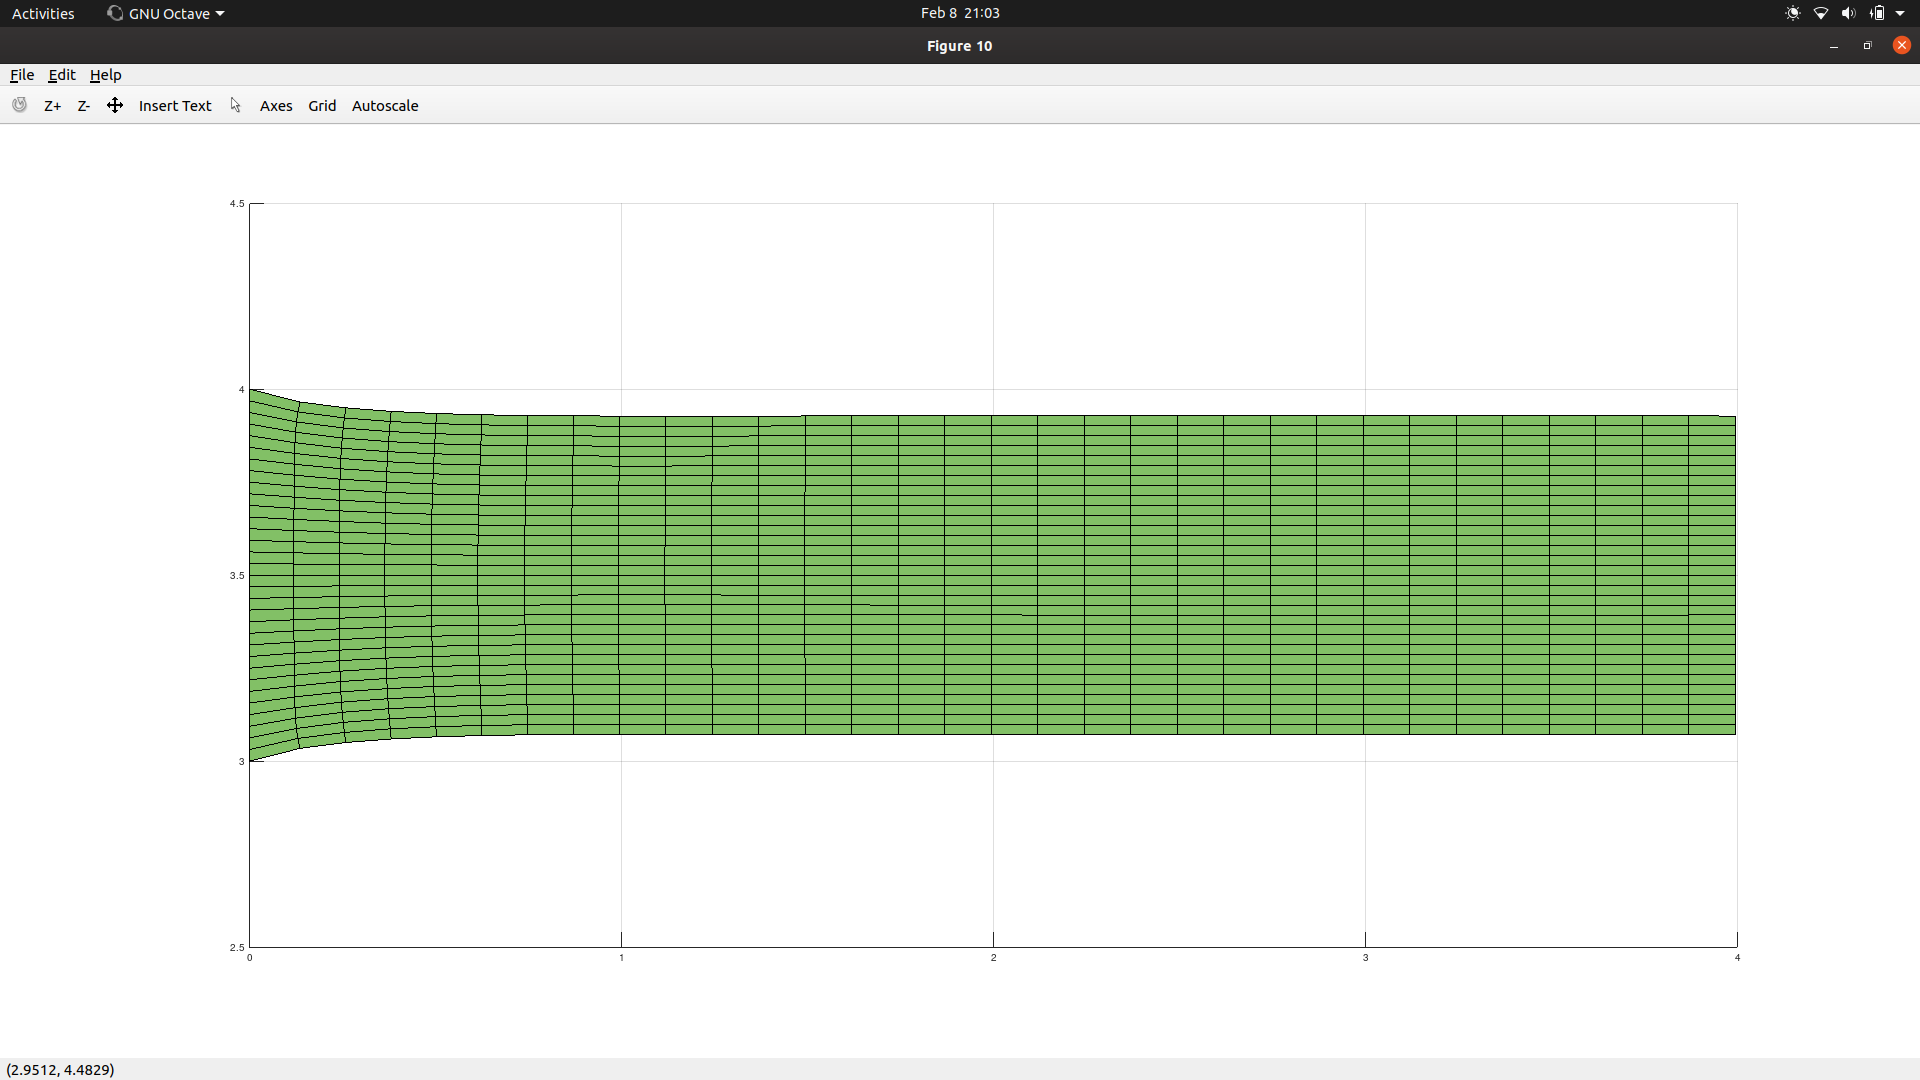 Activities GNU Octave Feb 8 21:03
Figure 10
File Edit Help
Z+ Z- Insert Text Axes Grid Autoscale
4.5
4
3.5
3
2.5
0 1 2 3 4
(2.9512, 4.4829)